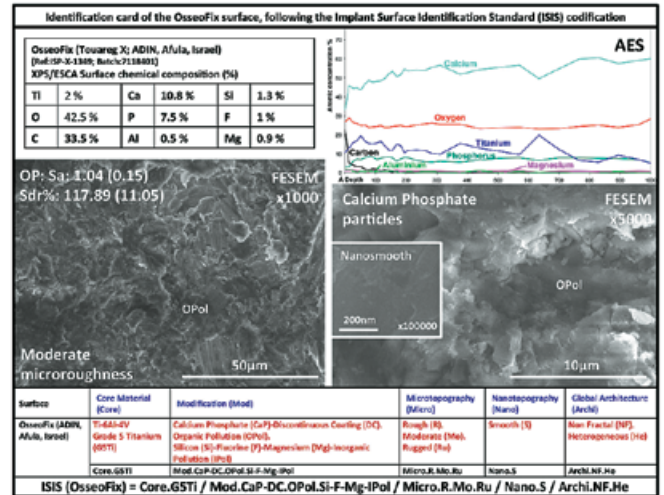 Identification card of the OsseoFix surface, following the Implant Surface Identification Standard (ISIS) codification
OsseoFix (Touareg X; ADIN, Afula, Israel)
XPS/ESCA Surface chemical composition (%)
Ti 2 % Ca 10.8 % Si 1.3 %
O 42.5 % P 7.5 % F 1 %
C 33.5 % Al 0.5 % Mg 0.9 %
AES
Atomic concentration %
Calcium
Oxygen
Titanium
Carbon
Phosphorus
Aluminium
Magnesium
Depth
OP: Sa: 1.04 (0.15)
Sdr%: 117.89 (11.05)
FESEM
x1000
OPol
Moderate
microroughness
50μm
Calcium Phosphate
particles
FESEM
x5000
Nanosmooth
200nm
x100000
OPol
10μm
Surface
Core Material
(Core)
Modification (Mod)
Microtopography
(Micro)
Nanotopography
(Nano)
Global Architecture
(Archi)
OsseoFix (ADIN,
Afula, Israel)
Ti-6Al-4V
Grade 5 Titanium
(G5Ti)
Calcium Phosphate (CaP)-Discontinuous Coating (DC).
Organic Pollution (OPol).
Silicon (Si)-Fluorine (F)-Magnesium (Mg)-Inorganic
Pollution (IPol)
Rough (R).
Moderate (Mo).
Rugged (Ru)
Smooth (S)
Non Fractal (NF).
Heterogeneous (He)
Core.G5Ti
Mod.CaP-DC.OPol.Si-F-Mg-IPol
Micro.R.Mo.Ru
Nano.S
Archi.NF.He
ISIS (OsseoFix) = Core.G5Ti / Mod.CaP-DC.OPol.Si-F-Mg-IPol / Micro.R.Mo.Ru / Nano.S / Archi.NF.He